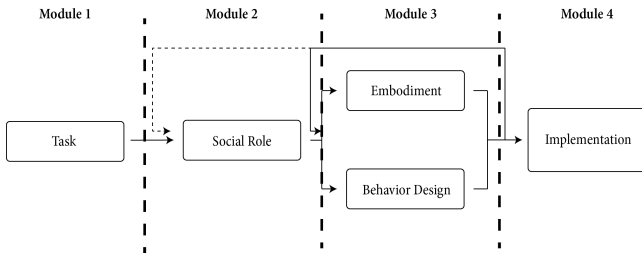 Module 1
Module 2
Module 3
Module 4
Task
Social Role
Embodiment
Behavior Design
Implementation